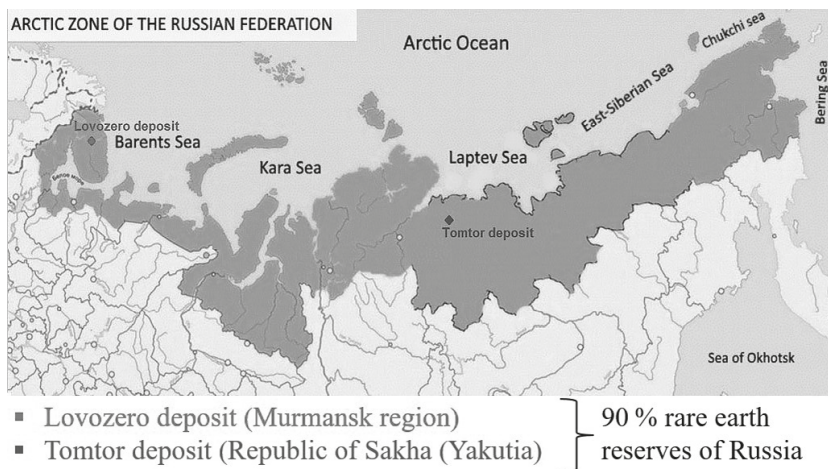 ARCTIC ZONE OF THE RUSSIAN FEDERATION
Arctic Ocean
Chukchi sea
Bering Sea
East-Siberian Sea
Lovozero deposit
Barents Sea
Kara Sea
Laptev Sea
Белое море
Tomtor deposit
Sea of Okhotsk
Lovozero deposit (Murmansk region)
Tomtor deposit (Republic of Sakha (Yakutia)
90 % rare earth
reserves of Russia